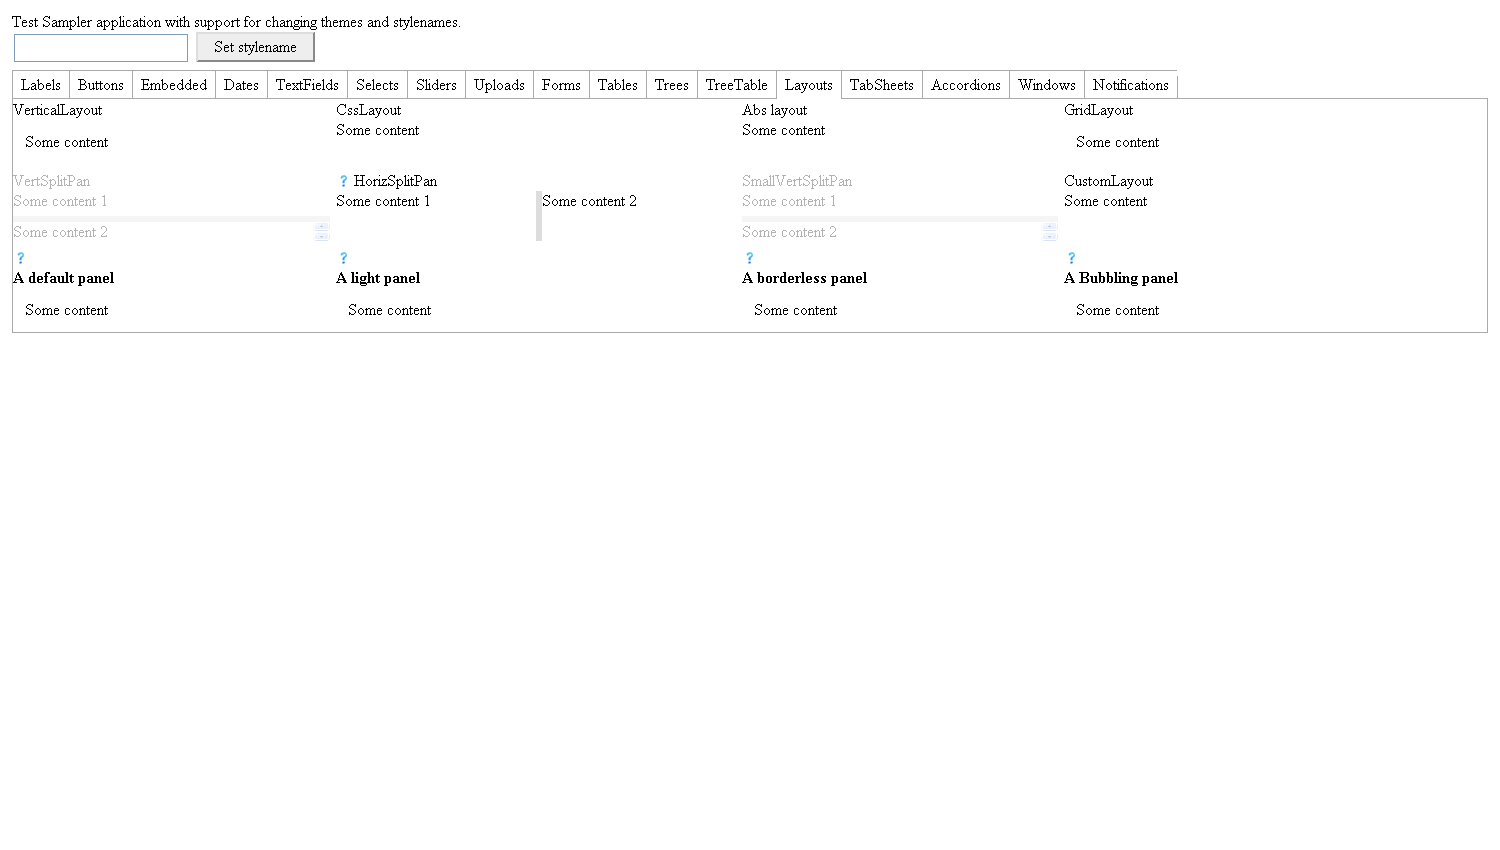 Test Sampler application with support for changing themes and stylenames.
Set stylename
Labels Buttons Embedded Dates TextFields Selects Sliders Uploads Forms Tables Trees TreeTable Layouts TabSheets Accordions Windows Notifications
VerticalLayout CssLayout Abs layout GridLayout
Some content Some content
Some content Some content
VertSplitPan ? HorizSplitPan SmallVertSplitPan CustomLayout
Some content 1 Some content 1 Some content 2 Some content 1 Some content
Some content 2 Some content 2
? ? ? ?
A default panel A light panel A borderless panel A Bubbling panel
Some content Some content Some content Some content